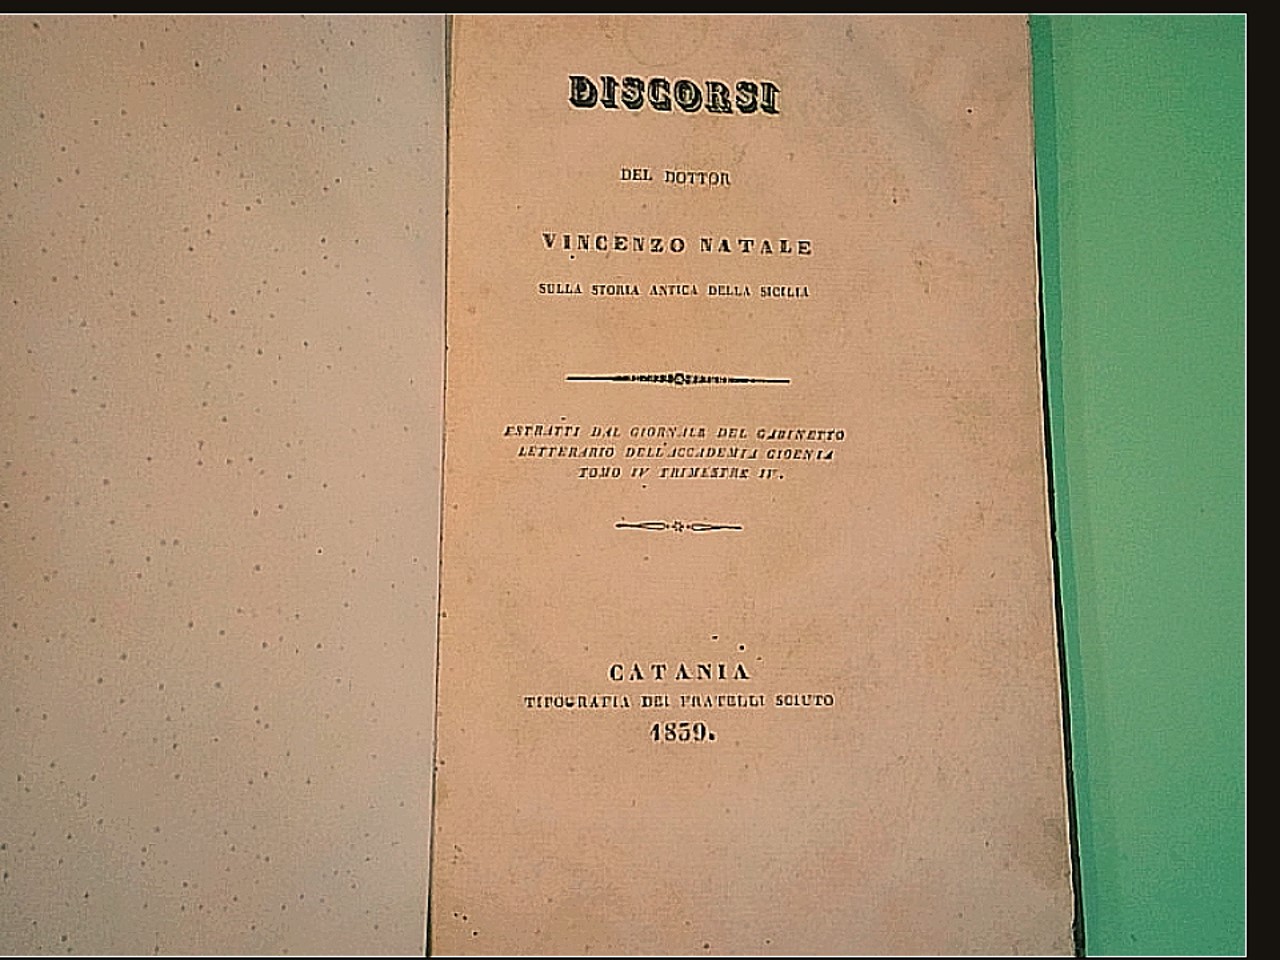 DISCORSI
DEL DOTTOR
VINCENZO NATALE
SULLA STORIA ANTICA DELLA SICILIA
ESTRATTI DAL GIORNALE DEL GABINETTO
LETTERARIO DELL'ACCADEMIA GIOENIA
TOMO IV TRIMESTRE IV.
CATANIA
TIPOGRAFIA DEI FRATELLI SCIUTO
1839.